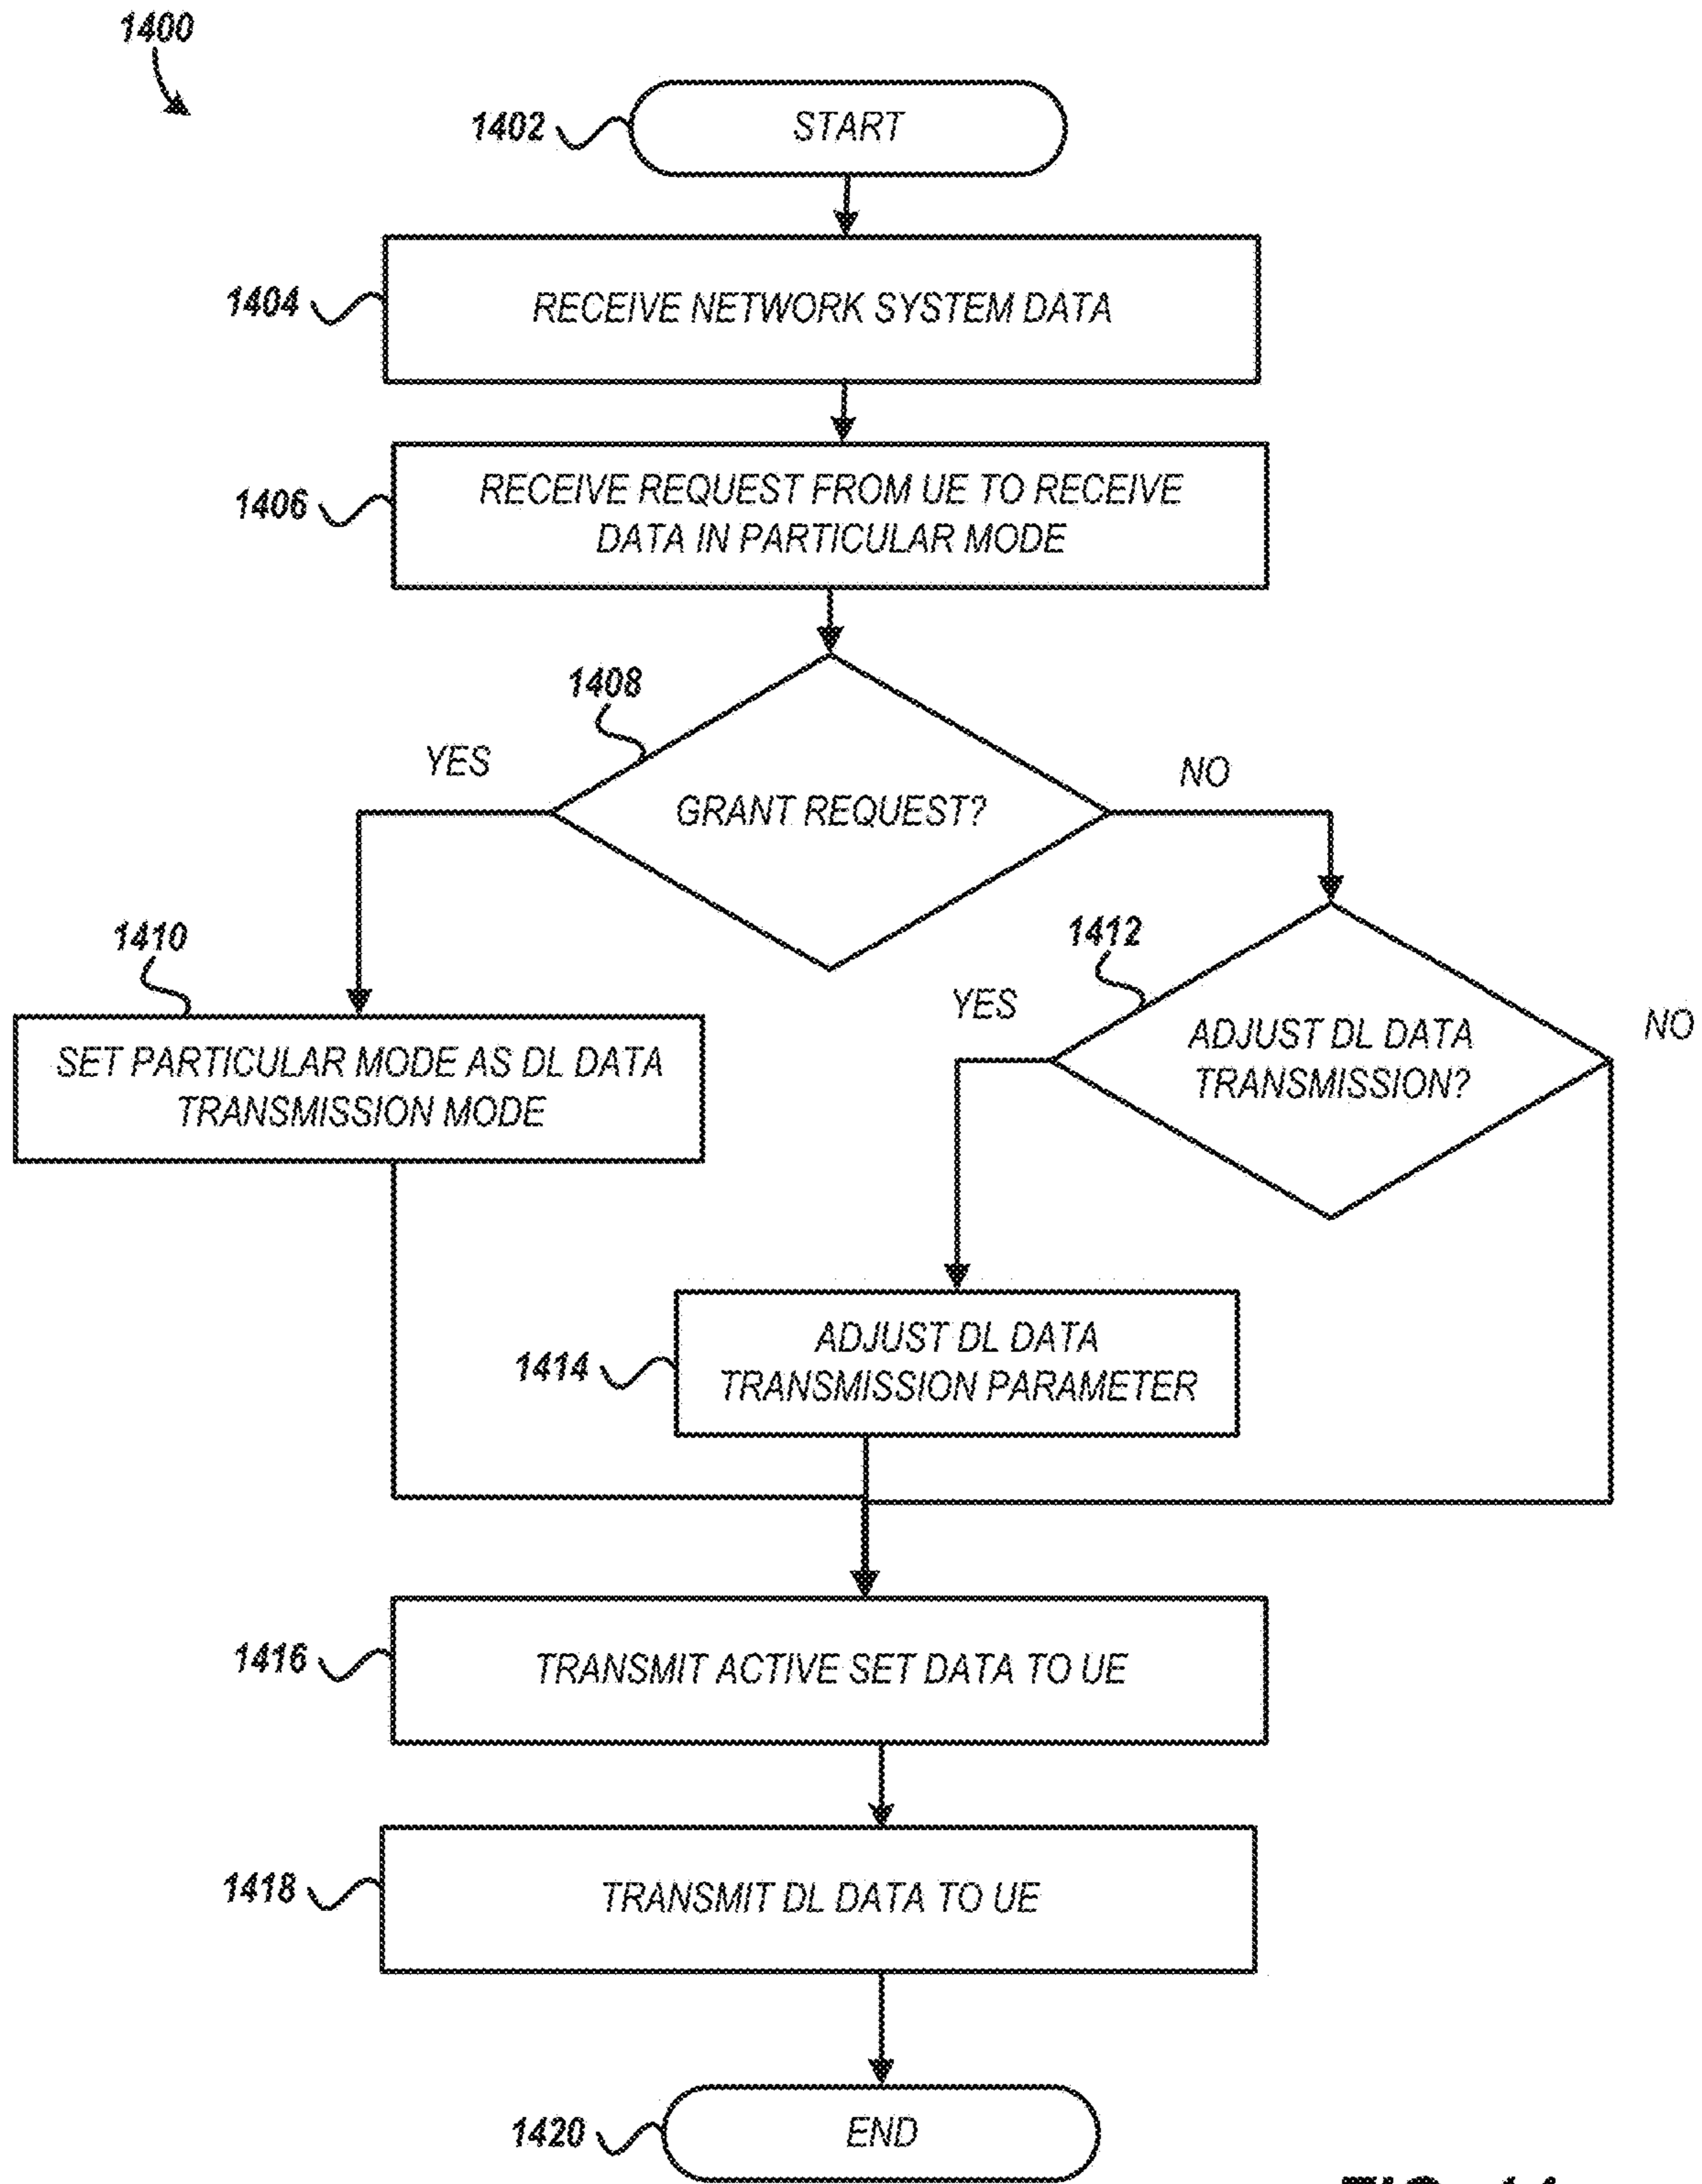 1400
1402
START
1404
RECEIVE NETWORK SYSTEM DATA
1406
RECEIVE REQUEST FROM UE TO RECEIVE
DATA IN PARTICULAR MODE
1408
YES
GRANT REQUEST?
NO
1410
1412
YES
NO
SET PARTICULAR MODE AS DL DATA
TRANSMISSION MODE
ADJUST DL DATA
TRANSMISSION?
1414
ADJUST DL DATA
TRANSMISSION PARAMETER
1416
TRANSMIT ACTIVE SET DATA TO UE
1418
TRANSMIT DL DATA TO UE
1420
END